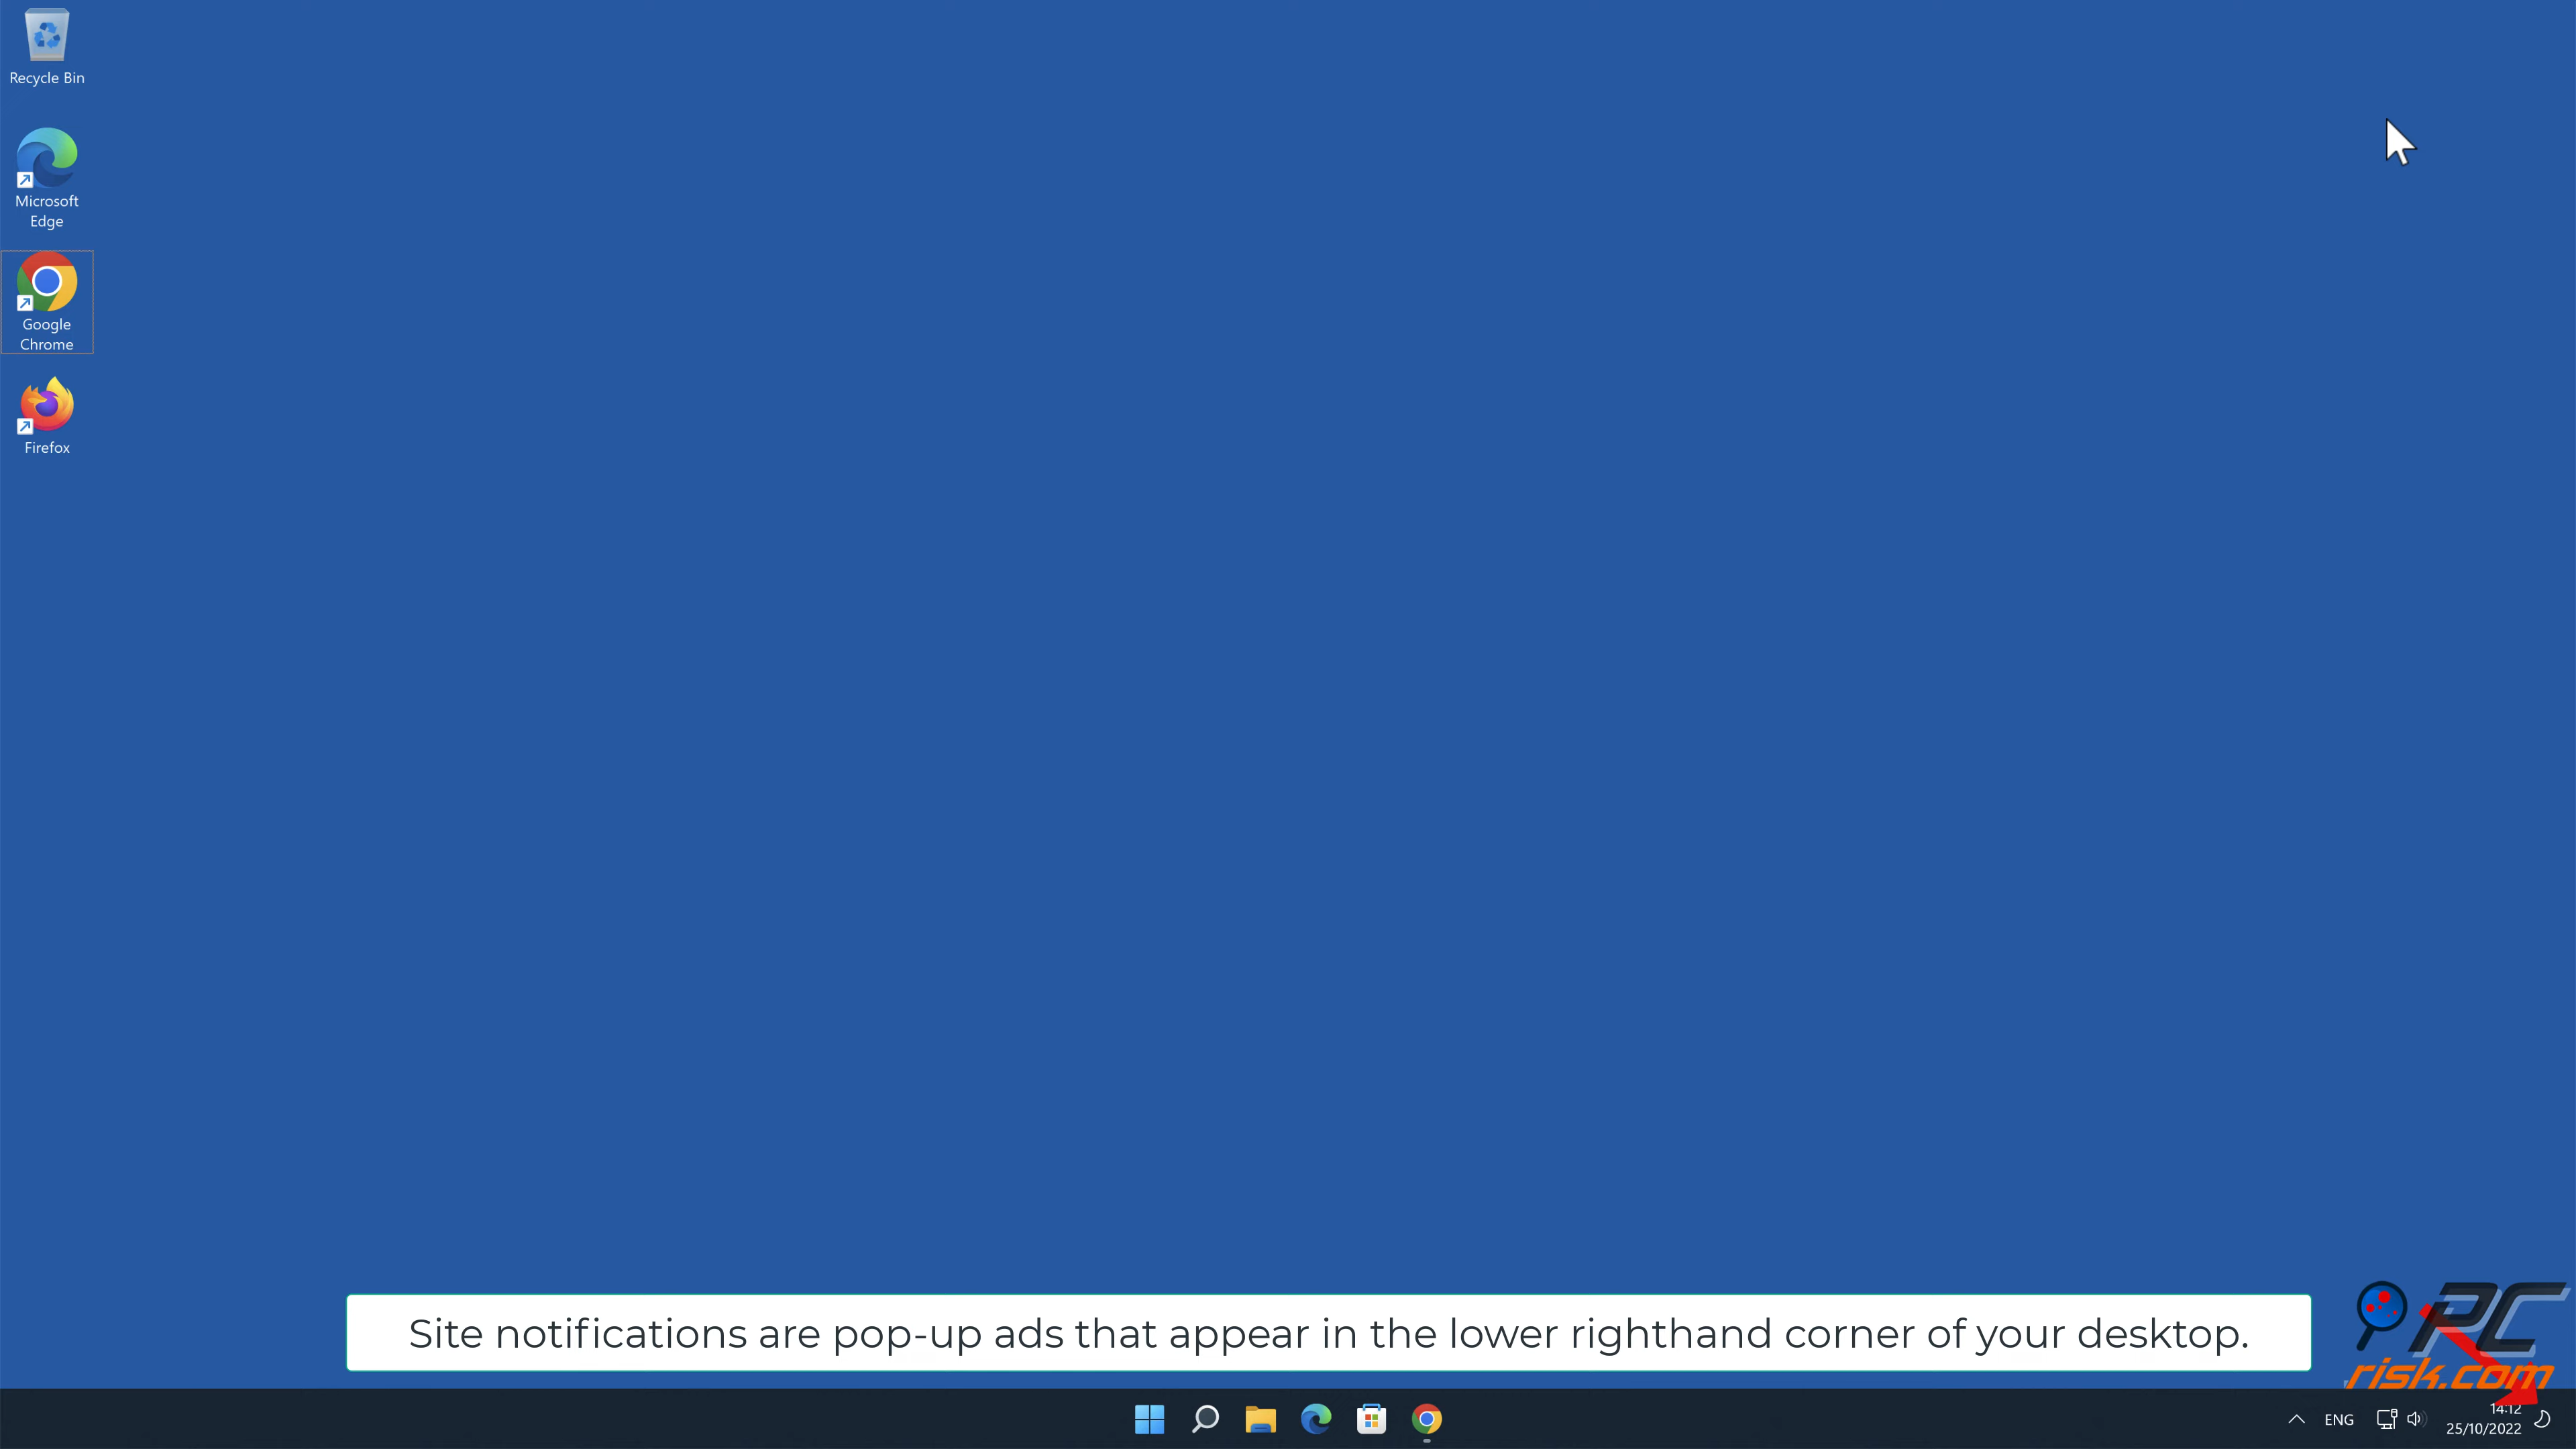 Recycle Bin
Microsoft
Edge
Google
Chrome
Firefox
Site notifications are pop-up ads that appear in the lower righthand corner of your desktop.
PC
risk.com
ENG
14:12
25/10/2022